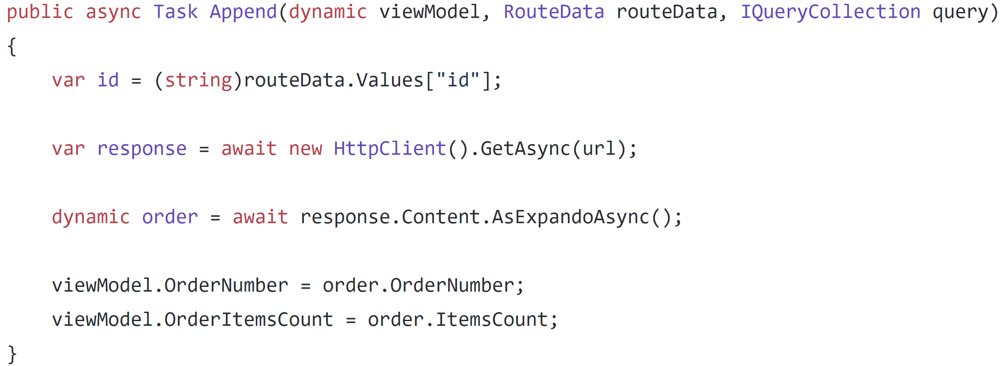 public async Task Append(dynamic viewModel, RouteData routeData, IQueryCollection query)
{
    var id = (string)routeData.Values["id"];
    var response = await new HttpClient().GetAsync(url);
    dynamic order = await response.Content.AsExpandoAsync();
    viewModel.OrderNumber = order.OrderNumber;
    viewModel.OrderItemsCount = order.ItemsCount;
}